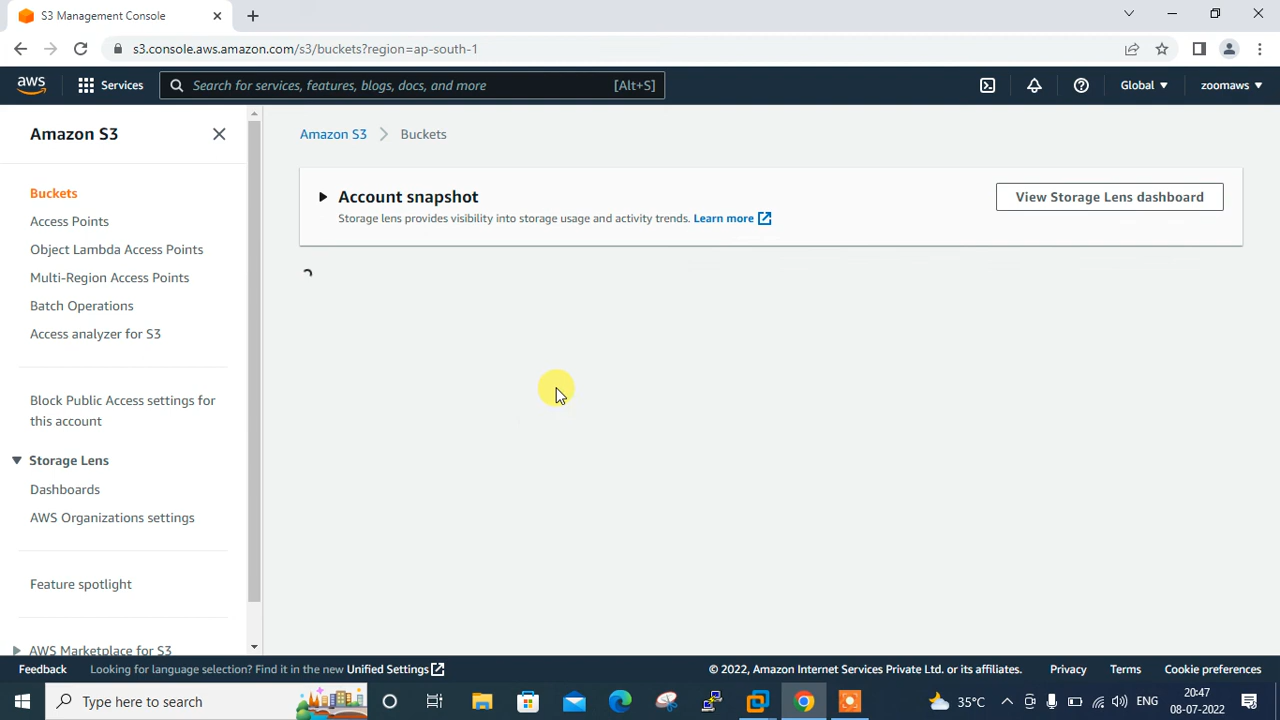 S3 Management Console
s3.console.aws.amazon.com/s3/buckets?region=ap-south-1
aws
Services
Search for services, features, blogs, docs, and more
[Alt+S]
Global
zoomaws
Amazon S3
Buckets
Access Points
Object Lambda Access Points
Multi-Region Access Points
Batch Operations
Access analyzer for S3
Block Public Access settings for
this account
Storage Lens
Dashboards
AWS Organizations settings
Feature spotlight
AWS Marketplace for S3
Amazon S3
Buckets
Account snapshot
Storage lens provides visibility into storage usage and activity trends. Learn more
View Storage Lens dashboard
Feedback
Looking for language selection? Find it in the new Unified Settings
© 2022, Amazon Internet Services Private Ltd. or its affiliates.
Privacy
Terms
Cookie preferences
Type here to search
35°C
ENG
20:47
08-07-2022